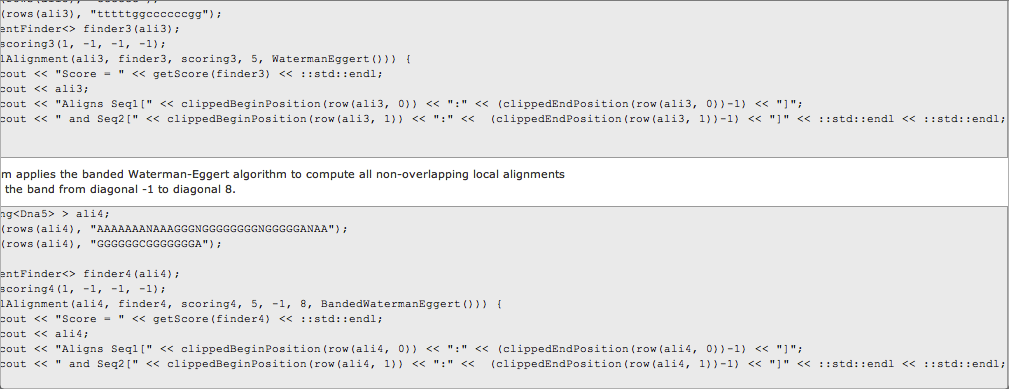 (rows(ali3), "tttttggccccccgg");
entFinder<> finder3(ali3);
scoring3(1, -1, -1, -1);
lAlignment(ali3, finder3, scoring3, 5, WatermanEggert())) {
cout << "Score = " << getScore(finder3) << ::std::endl;
cout << ali3;
cout << "Aligns Seq1[" << clippedBeginPosition(row(ali3, 0)) << ":" << (clippedEndPosition(row(ali3, 0))-1) << "]";
cout << " and Seq2[" << clippedBeginPosition(row(ali3, 1)) << ":" <<  (clippedEndPosition(row(ali3, 1))-1) << "]" << ::std::endl << ::std::endl;
m applies the banded Waterman-Eggert algorithm to compute all non-overlapping local alignments
the band from diagonal -1 to diagonal 8.
ng<Dna5> > ali4;
(rows(ali4), "AAAAAAANAAAGGGNGGGGGGGGNGGGGGANAA");
(rows(ali4), "GGGGGGCGGGGGGGA");
entFinder<> finder4(ali4);
scoring4(1, -1, -1, -1);
lAlignment(ali4, finder4, scoring4, 5, -1, 8, BandedWatermanEggert())) {
cout << "Score = " << getScore(finder4) << ::std::endl;
cout << ali4;
cout << "Aligns Seq1[" << clippedBeginPosition(row(ali4, 0)) << ":" << (clippedEndPosition(row(ali4, 0))-1) << "]";
cout << " and Seq2[" << clippedBeginPosition(row(ali4, 1)) << ":" <<  (clippedEndPosition(row(ali4, 1))-1) << "]" << ::std::endl << ::std::endl;